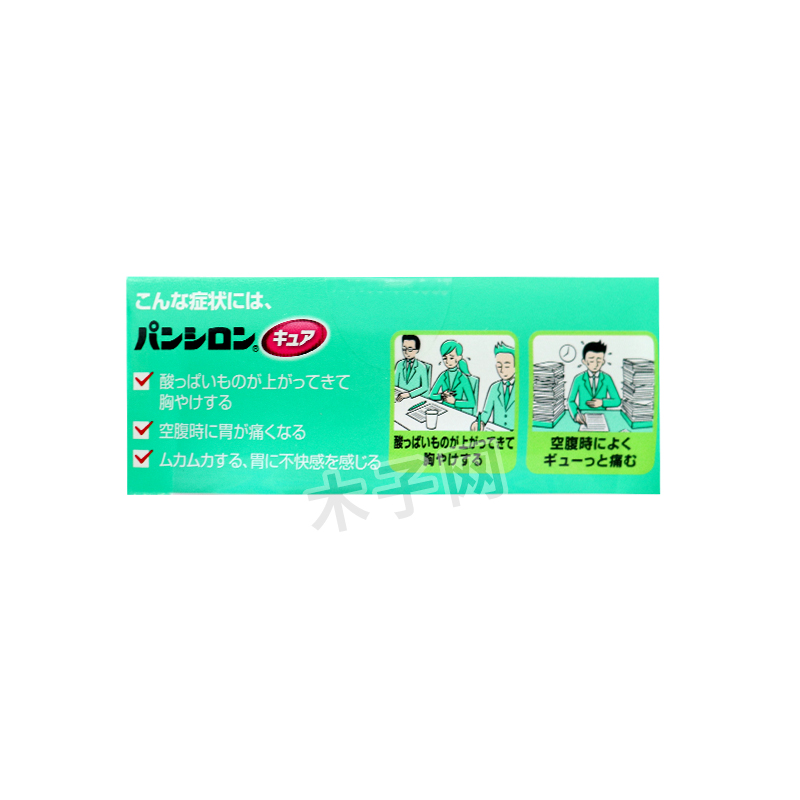 こんな症状には、
パンシロン® キュア
酸っぱいものが上がってきて
胸やけする
空腹時に胃が痛くなる
ムカムカする、胃に不快感を感じる
酸っぱいものが上がってきて
胸やけする
空腹時によく
ギューっと痛む
木子网